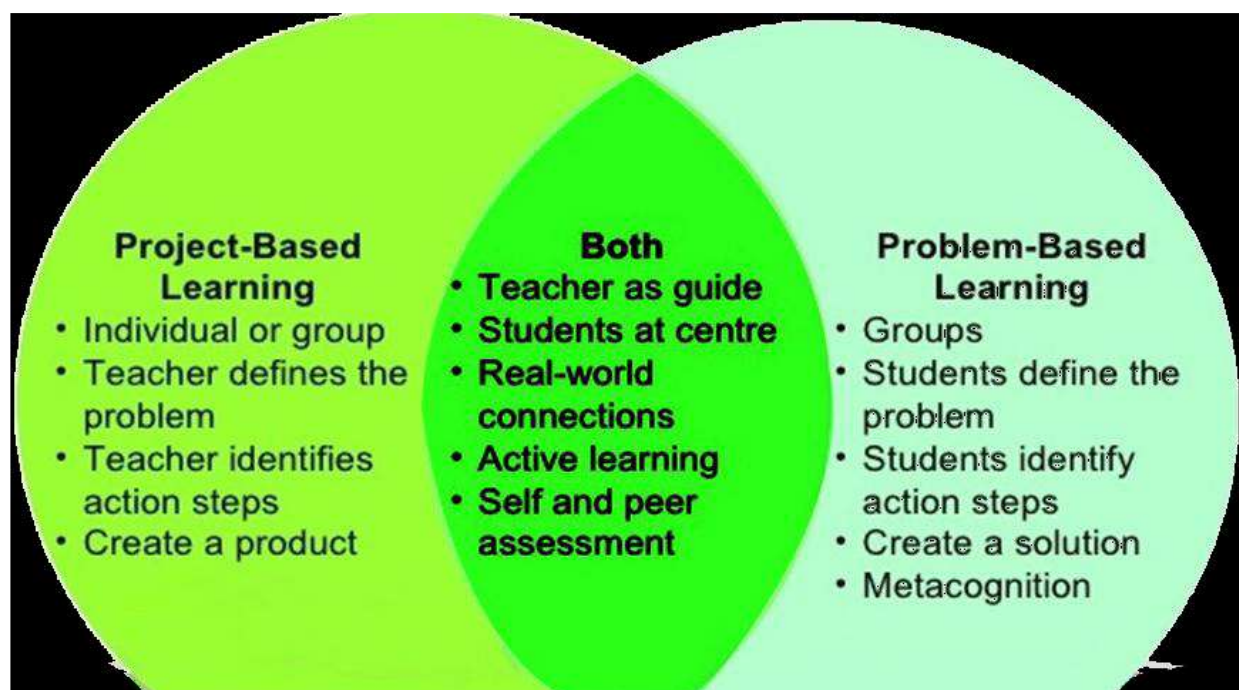 Project-Based
Learning
• Individual or group
• Teacher defines the
problem
• Teacher identifies
action steps
• Create a product
Both
• Teacher as guide
• Students at centre
• Real-world
connections
• Active learning
• Self and peer
assessment
Problem-Based
Learning
• Groups
• Students define the
problem
• Students identify
action steps
• Create a solution
• Metacognition